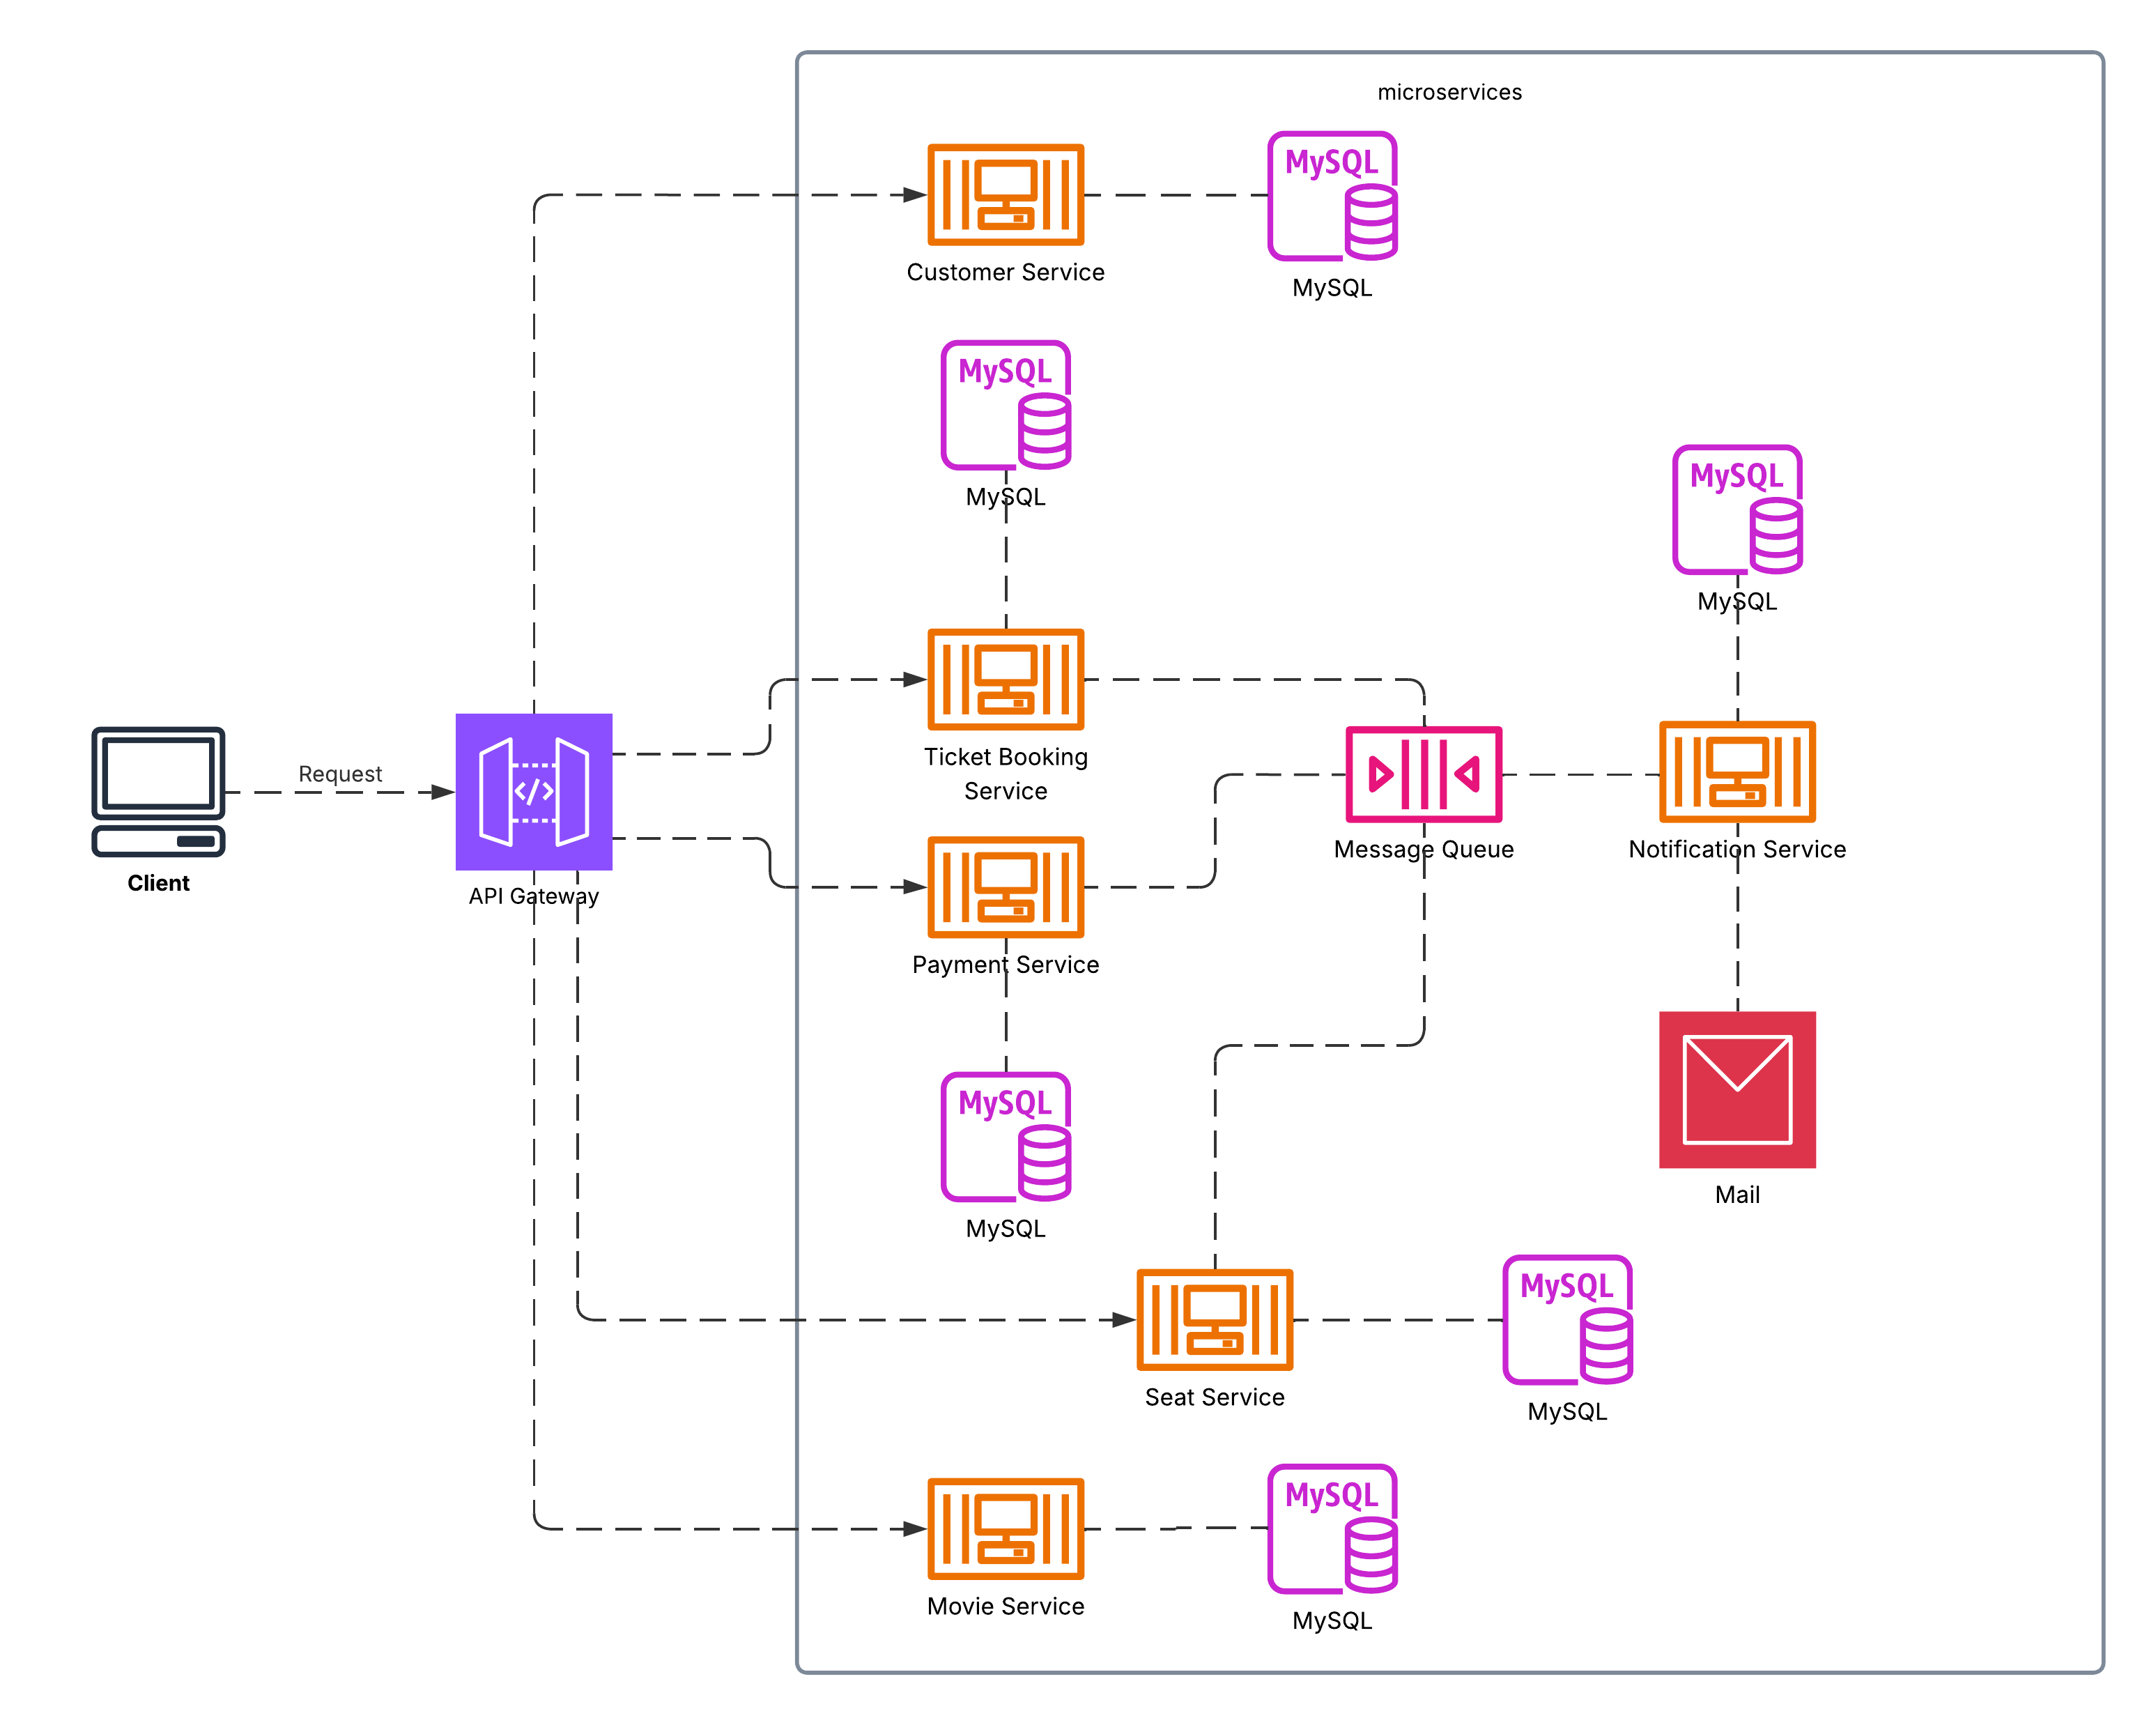 microservices
MySQL
Customer Service
MySQL
MySQL
MySQL
MySQL
MySQL
Request
Ticket Booking
Service
Client
API Gateway
Message Queue
Notification Service
Payment Service
MySQL
MySQL
Mail
MySQL
Seat Service
MySQL
MySQL
Movie Service
MySQL